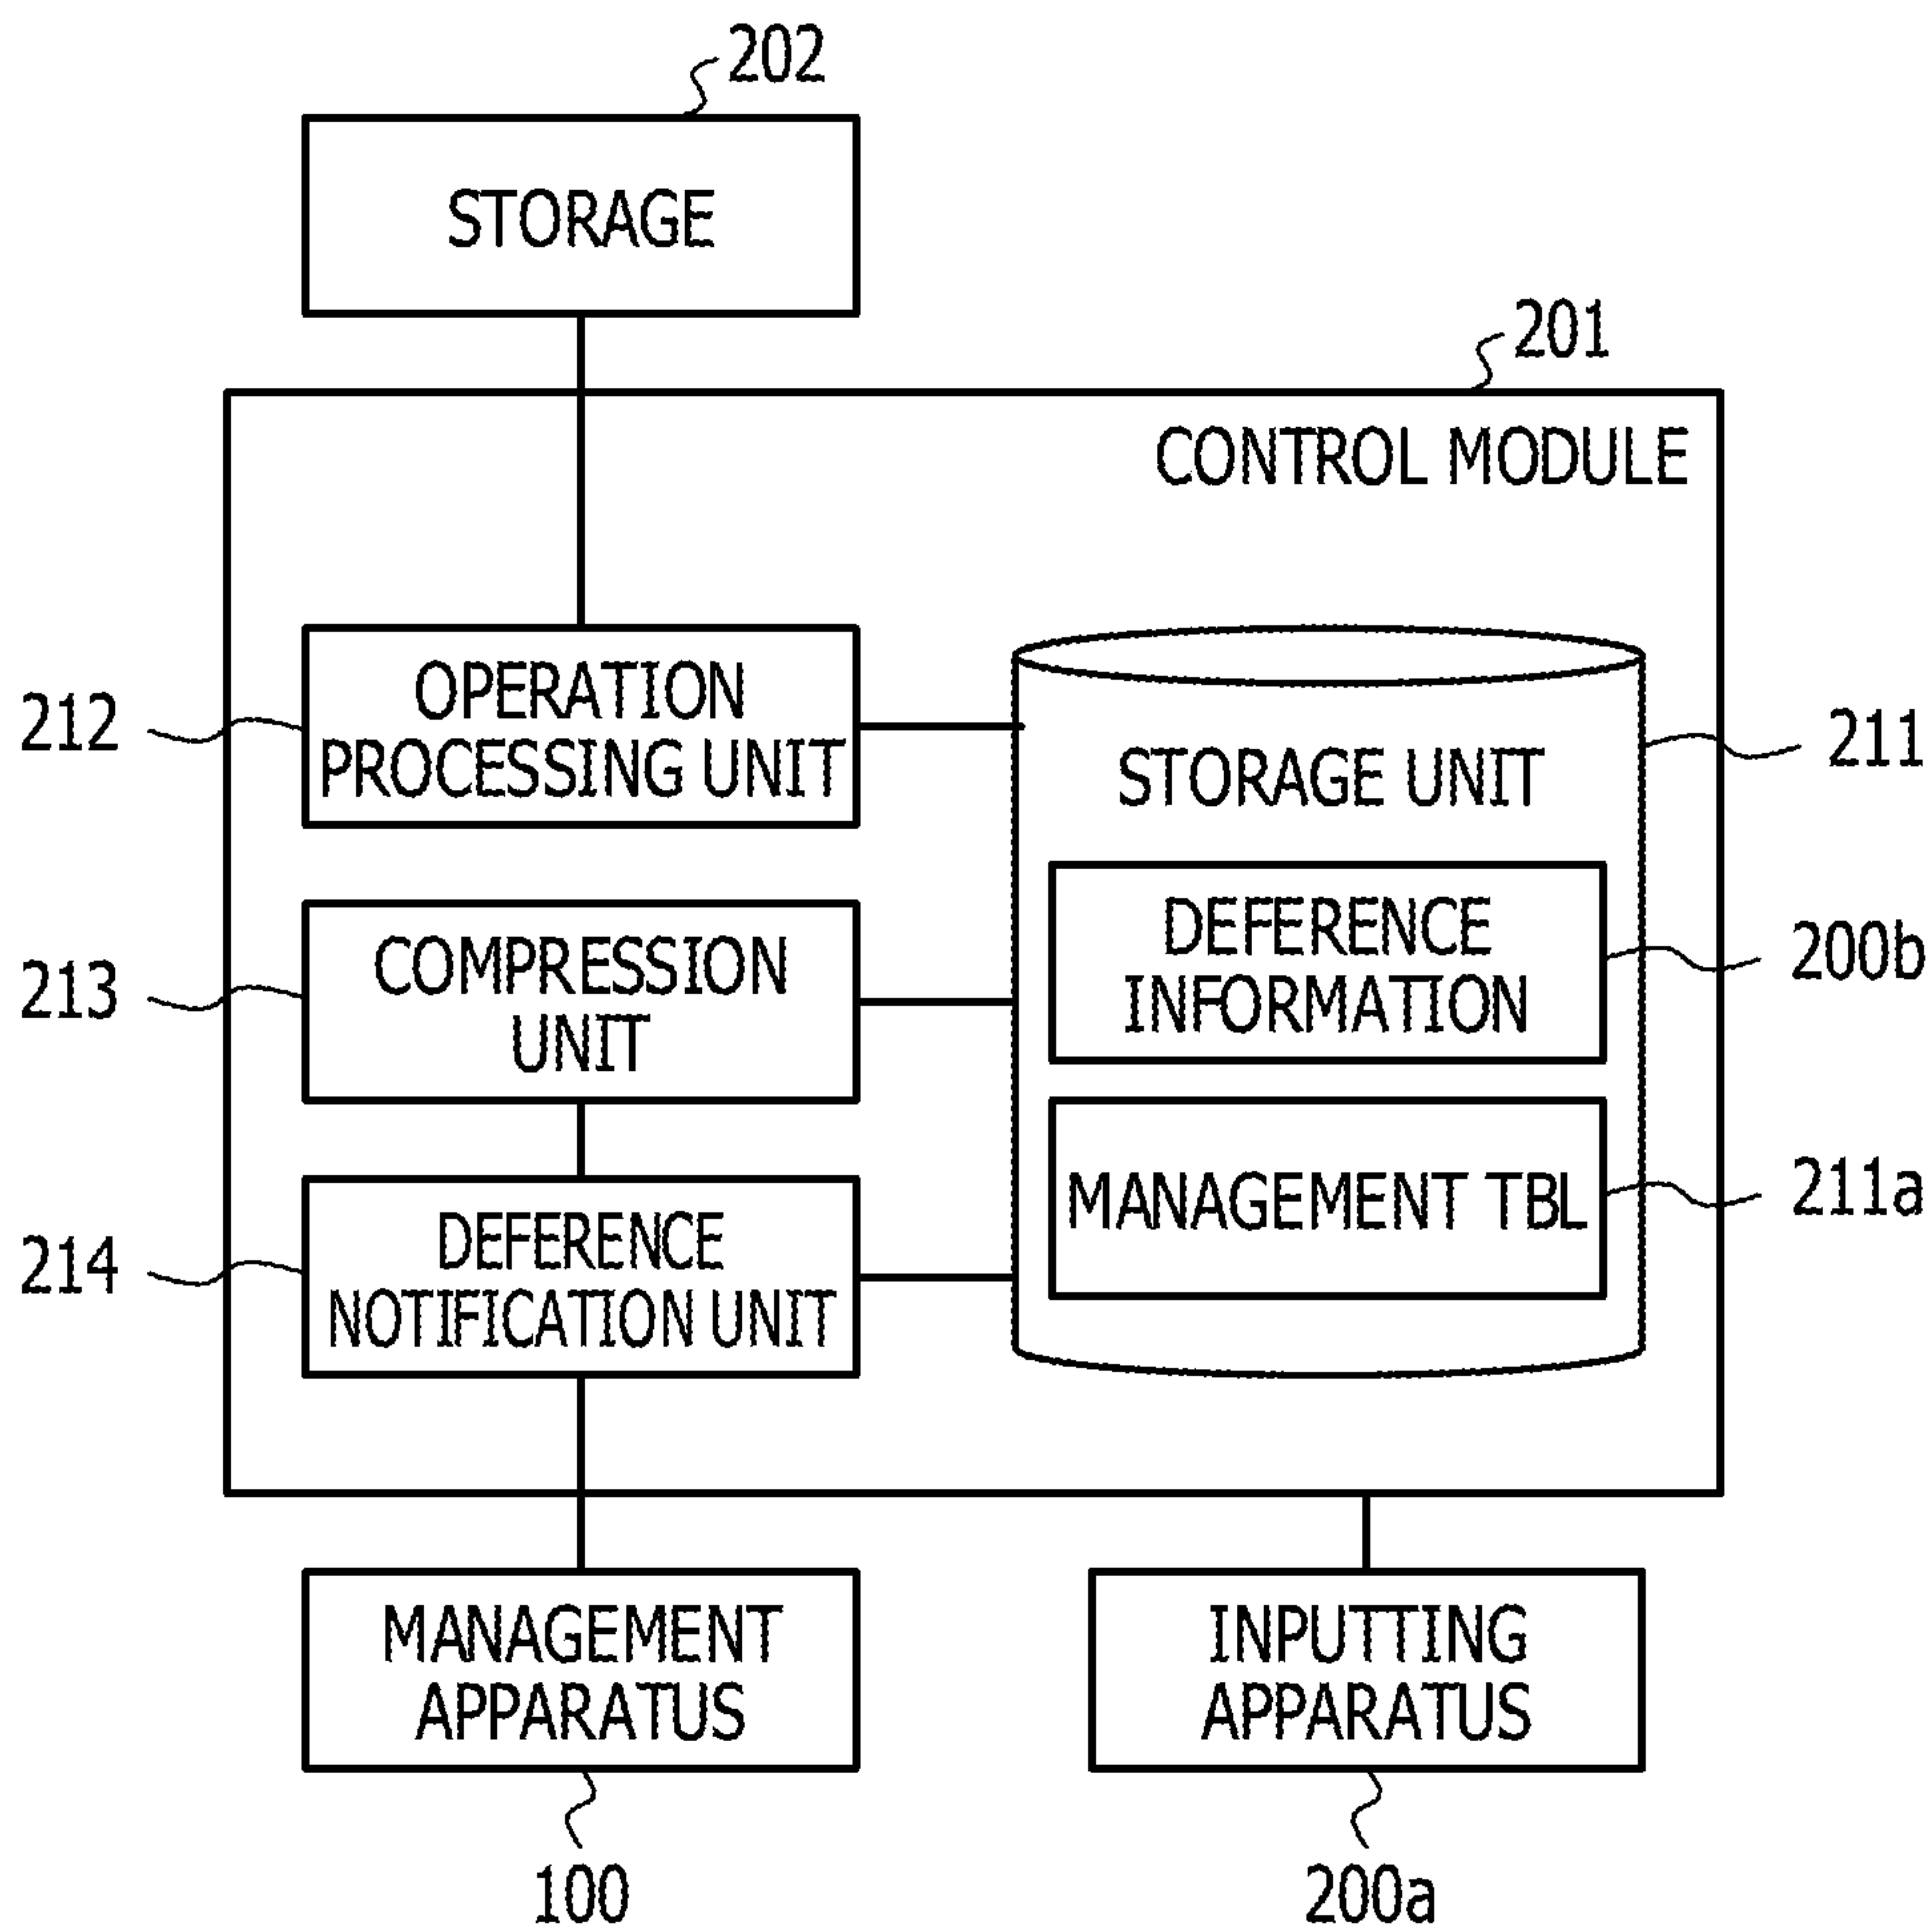 202
STORAGE
201
CONTROL MODULE
212
OPERATION
PROCESSING UNIT
STORAGE UNIT
211
213
COMPRESSION
UNIT
DEFERENCE
INFORMATION
200b
214
DEFERENCE
NOTIFICATION UNIT
MANAGEMENT TBL
211a
MANAGEMENT
APPARATUS
INPUTTING
APPARATUS
100
200a